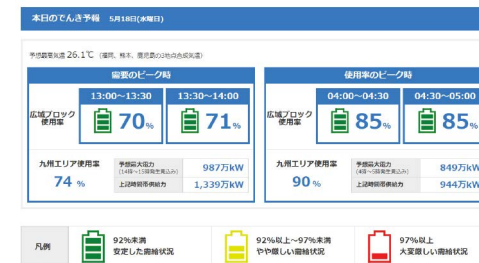 本日のでんき予報 5月18日(水曜日)
予想最高気温 26.1℃ (福岡、熊本、鹿児島の3地点合成気温)
需要のピーク時
13:00～13:30 13:30～14:00
広域ブロック
使用率
70% 71%
九州エリア使用率
74 %
予想最大電力
(14時～15時発生見込み)
987万kW
上記時間帯供給力
1,339万kW
使用率のピーク時
04:00～04:30 04:30～05:00
広域ブロック
使用率
85% 85%
九州エリア使用率
90 %
予想最大電力
(4時～5時発生見込み)
849万kW
上記時間帯供給力
944万kW
凡例
92%未満
安定した需給状況
92%以上～97%未満
やや厳しい需給状況
97%以上
大変厳しい需給状況